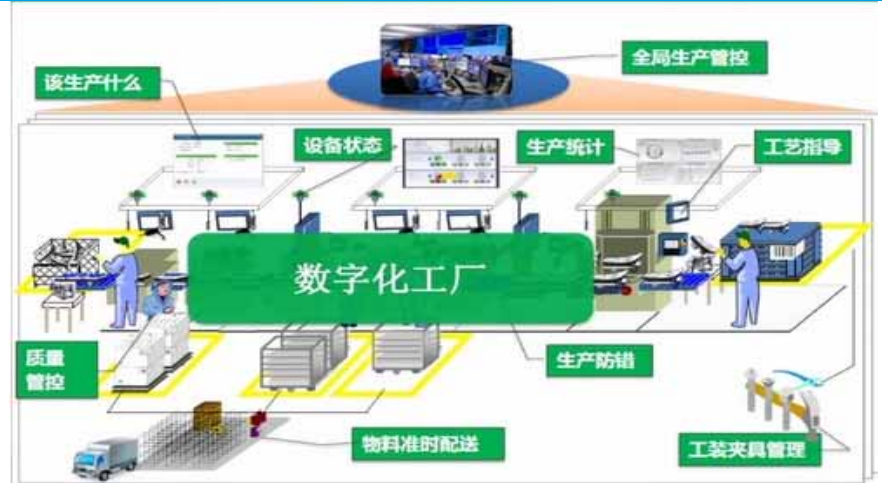 全局生产管控
该生产什么
设备状态
生产统计
工艺指导
数字化工厂
质量
管控
生产防错
物料准时配送
工装夹具管理